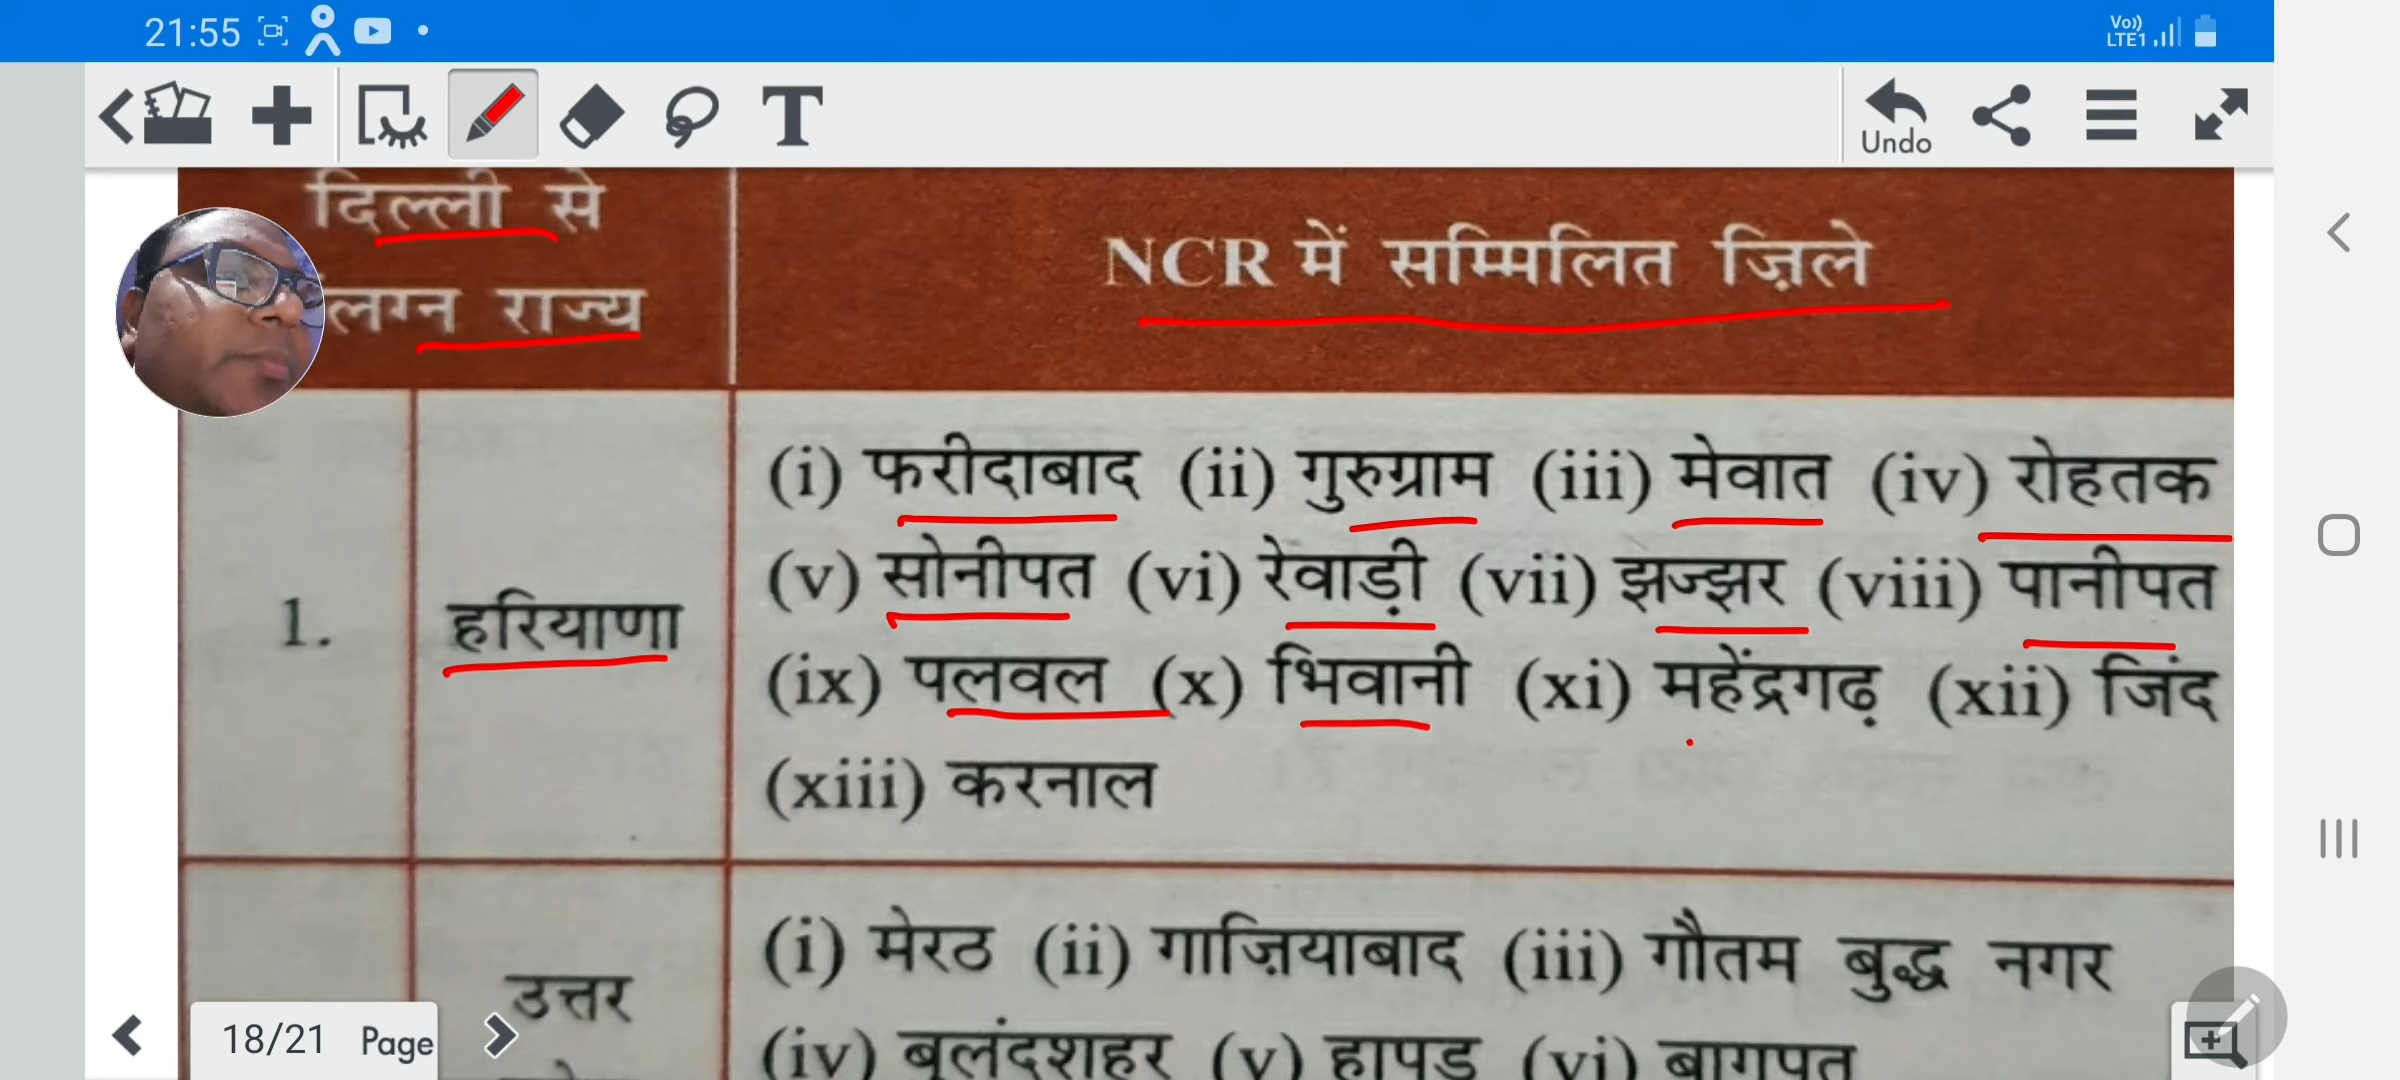 21:55
Vo)) LTE1
T
Undo
दिल्ली से
राज्य
NCR में सम्मिलित ज़िले
1.
हरियाणा
(i) फरीदाबाद (ii) गुरुग्राम (iii) मेवात (iv) रोहतक
(v) सोनीपत (vi) रेवाड़ी (vii) झज्झर (viii) पानीपत
(ix) पलवल (x) भिवानी (xi) महेंद्रगढ़ (xii) जिंद
(xiii) करनाल
उत्तर
(i) मेरठ (ii) गाज़ियाबाद (iii) गौतम बुद्ध नगर
(iv) बुलंदशहर (v) हापुड़ (vi) बागपत
18/21 Page